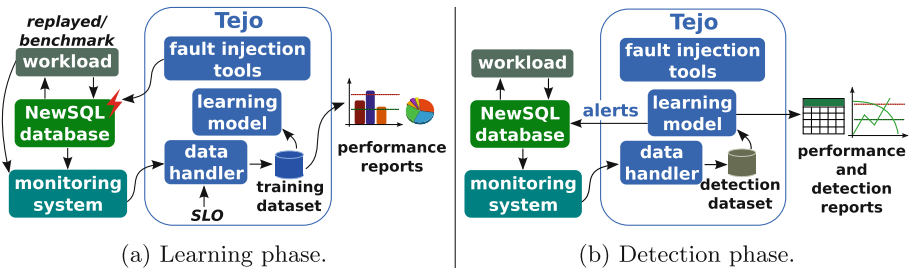 replayed/
benchmark
workload
NewSQL
database
monitoring
system
Tejo
fault injection
tools
learning
model
data
handler
SLO
training
dataset
performance
reports
(a) Learning phase.
workload
NewSQL
database
monitoring
system
alerts
Tejo
fault injection
tools
learning
model
data
handler
detection
dataset
performance
and
detection
reports
(b) Detection phase.